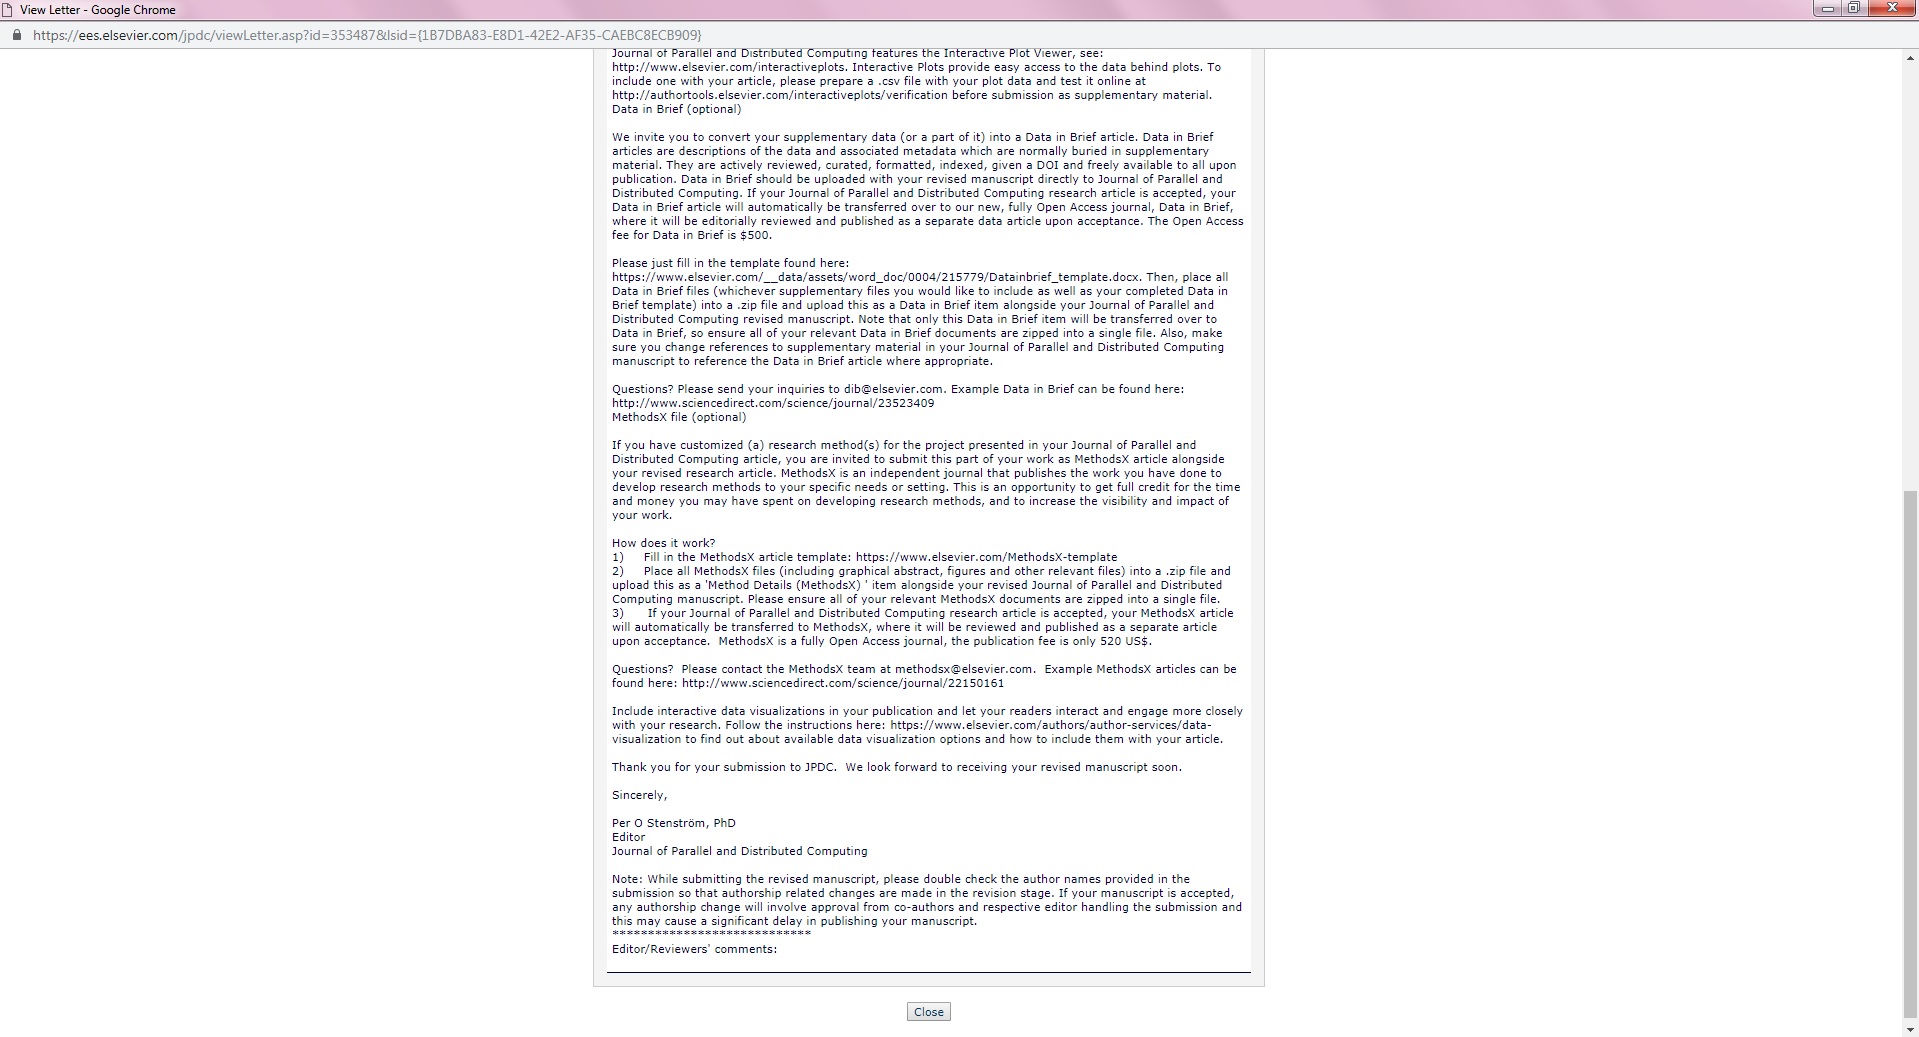 View Letter - Google Chrome
https://ees.elsevier.com/jpdc/viewLetter.asp?id=353487&lsid={1B7DBA83-E8D1-42E2-AF35-CAEBC8ECB909}
Journal of Parallel and Distributed Computing features the Interactive Plot Viewer, see:
http://www.elsevier.com/interactiveplots. Interactive Plots provide easy access to the data behind plots. To
include one with your article, please prepare a .csv file with your plot data and test it online at
http://authortools.elsevier.com/interactiveplots/verification before submission as supplementary material.
Data in Brief (optional)
We invite you to convert your supplementary data (or a part of it) into a Data in Brief article. Data in Brief
articles are descriptions of the data and associated metadata which are normally buried in supplementary
material. They are actively reviewed, curated, formatted, indexed, given a DOI and freely available to all upon
publication. Data in Brief should be uploaded with your revised manuscript directly to Journal of Parallel and
Distributed Computing. If your Journal of Parallel and Distributed Computing research article is accepted, your
Data in Brief article will automatically be transferred over to our new, fully Open Access journal, Data in Brief,
where it will be editorially reviewed and published as a separate data article upon acceptance. The Open Access
fee for Data in Brief is $500.
Please just fill in the template found here:
https://www.elsevier.com/__data/assets/word_doc/0004/215779/Datainbrief_template.docx. Then, place all
Data in Brief files (whichever supplementary files you would like to include as well as your completed Data in
Brief template) into a .zip file and upload this as a Data in Brief item alongside your Journal of Parallel and
Distributed Computing revised manuscript. Note that only this Data in Brief item will be transferred over to
Data in Brief, so ensure all of your relevant Data in Brief documents are zipped into a single file. Also, make
sure you change references to supplementary material in your Journal of Parallel and Distributed Computing
manuscript to reference the Data in Brief article where appropriate.
Questions? Please send your inquiries to dib@elsevier.com. Example Data in Brief can be found here:
http://www.sciencedirect.com/science/journal/23523409
MethodsX file (optional)
If you have customized (a) research method(s) for the project presented in your Journal of Parallel and
Distributed Computing article, you are invited to submit this part of your work as MethodsX article alongside
your revised research article. MethodsX is an independent journal that publishes the work you have done to
develop research methods to your specific needs or setting. This is an opportunity to get full credit for the time
and money you may have spent on developing research methods, and to increase the visibility and impact of
your work.
How does it work?
1) Fill in the MethodsX article template: https://www.elsevier.com/MethodsX-template
2) Place all MethodsX files (including graphical abstract, figures and other relevant files) into a .zip file and
upload this as a 'Method Details (MethodsX) ' item alongside your revised Journal of Parallel and Distributed
Computing manuscript. Please ensure all of your relevant MethodsX documents are zipped into a single file.
3) If your Journal of Parallel and Distributed Computing research article is accepted, your MethodsX article
will automatically be transferred to MethodsX, where it will be reviewed and published as a separate article
upon acceptance. MethodsX is a fully Open Access journal, the publication fee is only 520 US$.
Questions? Please contact the MethodsX team at methodsx@elsevier.com. Example MethodsX articles can be
found here: http://www.sciencedirect.com/science/journal/22150161
Include interactive data visualizations in your publication and let your readers interact and engage more closely
with your research. Follow the instructions here: https://www.elsevier.com/authors/author-services/data-
visualization to find out about available data visualization options and how to include them with your article.
Thank you for your submission to JPDC. We look forward to receiving your revised manuscript soon.
Sincerely,
Per O Stenström, PhD
Editor
Journal of Parallel and Distributed Computing
Note: While submitting the revised manuscript, please double check the author names provided in the
submission so that authorship related changes are made in the revision stage. If your manuscript is accepted,
any authorship change will involve approval from co-authors and respective editor handling the submission and
this may cause a significant delay in publishing your manuscript.
****************************
Editor/Reviewers' comments:
Close